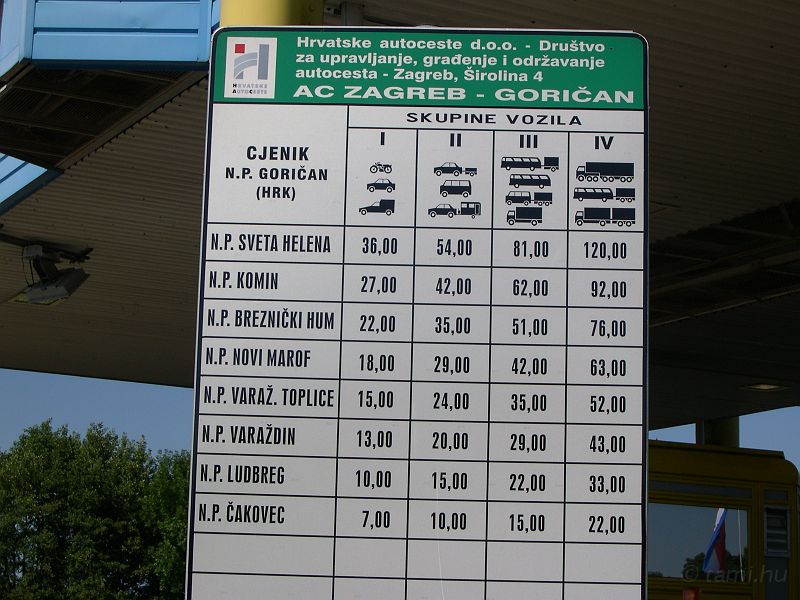 Hrvatske autoceste d.o.o. - Društvo
za upravljanje, građenje i održavanje
autocesta - Zagreb, Širolina 4
AC ZAGREB - GORIČAN
HRVATSKE
AUTOCESTE
SKUPINE VOZILA
CJENIK
N.P. GORIČAN
(HRK)
I II III IV
N.P. SVETA HELENA 36,00 54,00 81,00 120,00
N.P. KOMIN 27,00 42,00 62,00 92,00
N.P. BREZNIČKI HUM 22,00 35,00 51,00 76,00
N.P. NOVI MAROF 18,00 29,00 42,00 63,00
N.P. VARAŽ. TOPLICE 15,00 24,00 35,00 52,00
N.P. VARAŽDIN 13,00 20,00 29,00 43,00
N.P. LUDBREG 10,00 15,00 22,00 33,00
N.P. ČAKOVEC 7,00 10,00 15,00 22,00
© tami.hu